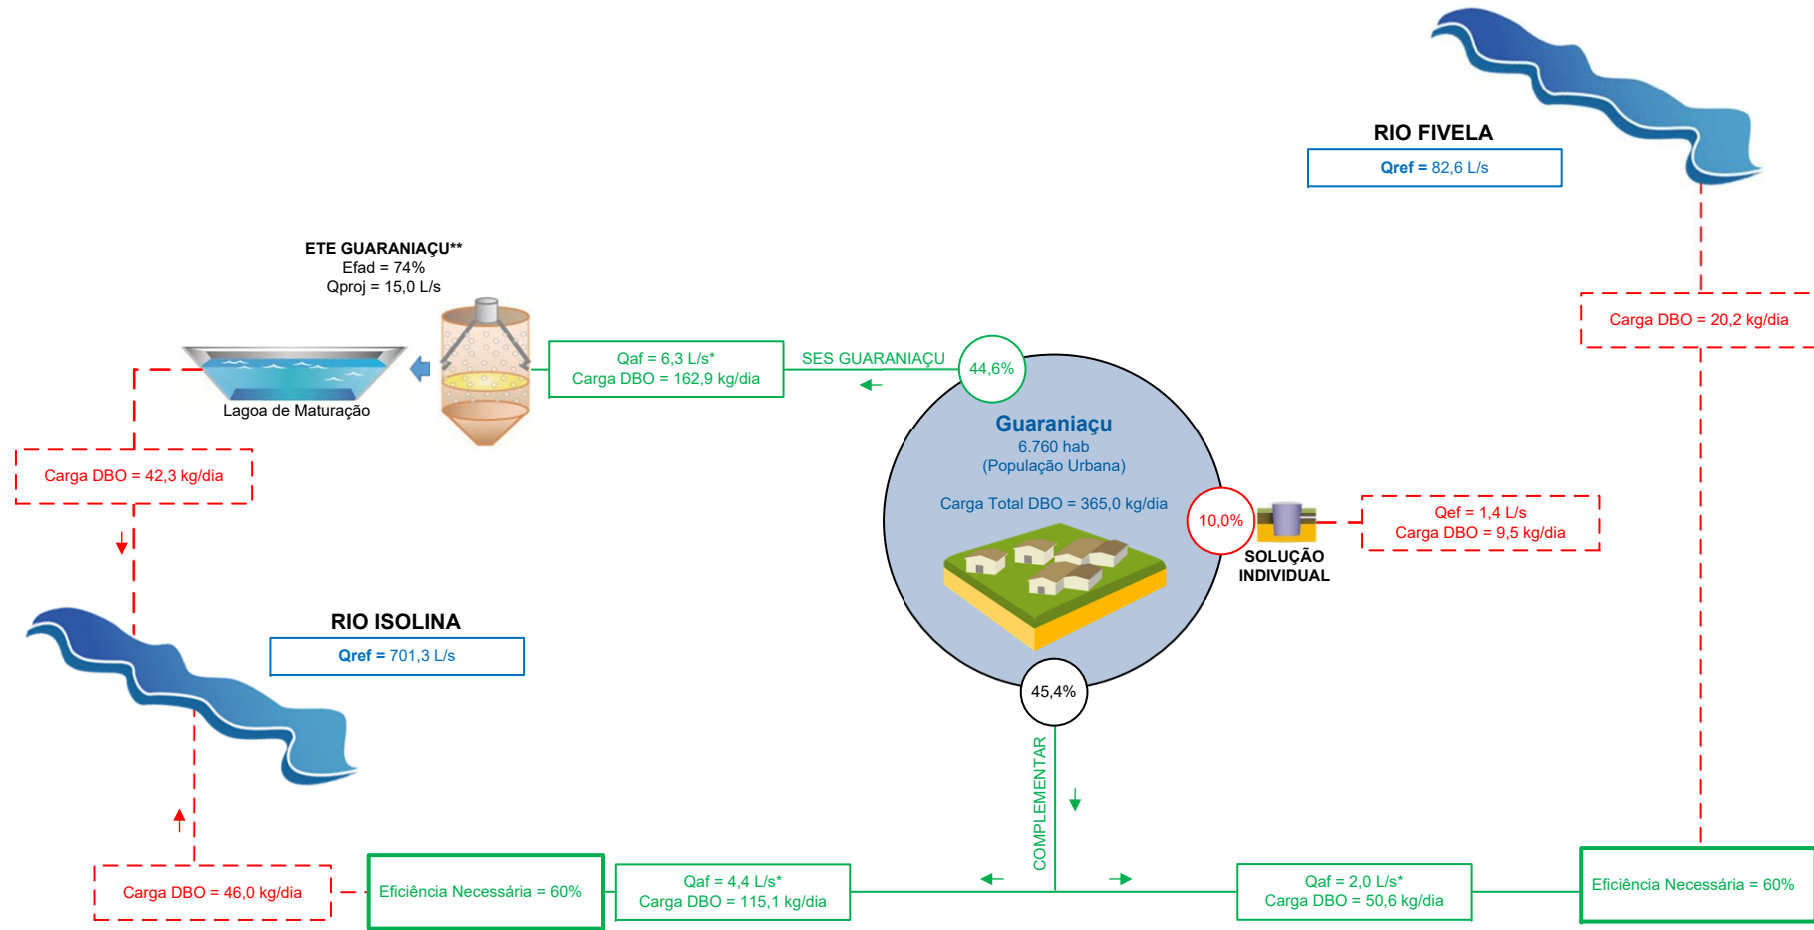 RIO FIVELA
Qref = 82,6 L/s
ETE GUARANIAÇU**
Efad = 74%
Qproj = 15,0 L/s
Carga DBO = 20,2 kg/dia
Qaf = 6,3 L/s*
Carga DBO = 162,9 kg/dia
SES GUARANIAÇU
44,6%
Lagoa de Maturação
Guaraniaçu
6.760 hab
(População Urbana)
Carga Total DBO = 365,0 kg/dia
Carga DBO = 42,3 kg/dia
10,0%
SOLUÇÃO
INDIVIDUAL
Qef = 1,4 L/s
Carga DBO = 9,5 kg/dia
RIO ISOLINA
Qref = 701,3 L/s
45,4%
COMPLEMENTAR
Carga DBO = 46,0 kg/dia
Eficiência Necessária = 60%
Qaf = 4,4 L/s*
Carga DBO = 115,1 kg/dia
Qaf = 2,0 L/s*
Carga DBO = 50,6 kg/dia
Eficiência Necessária = 60%